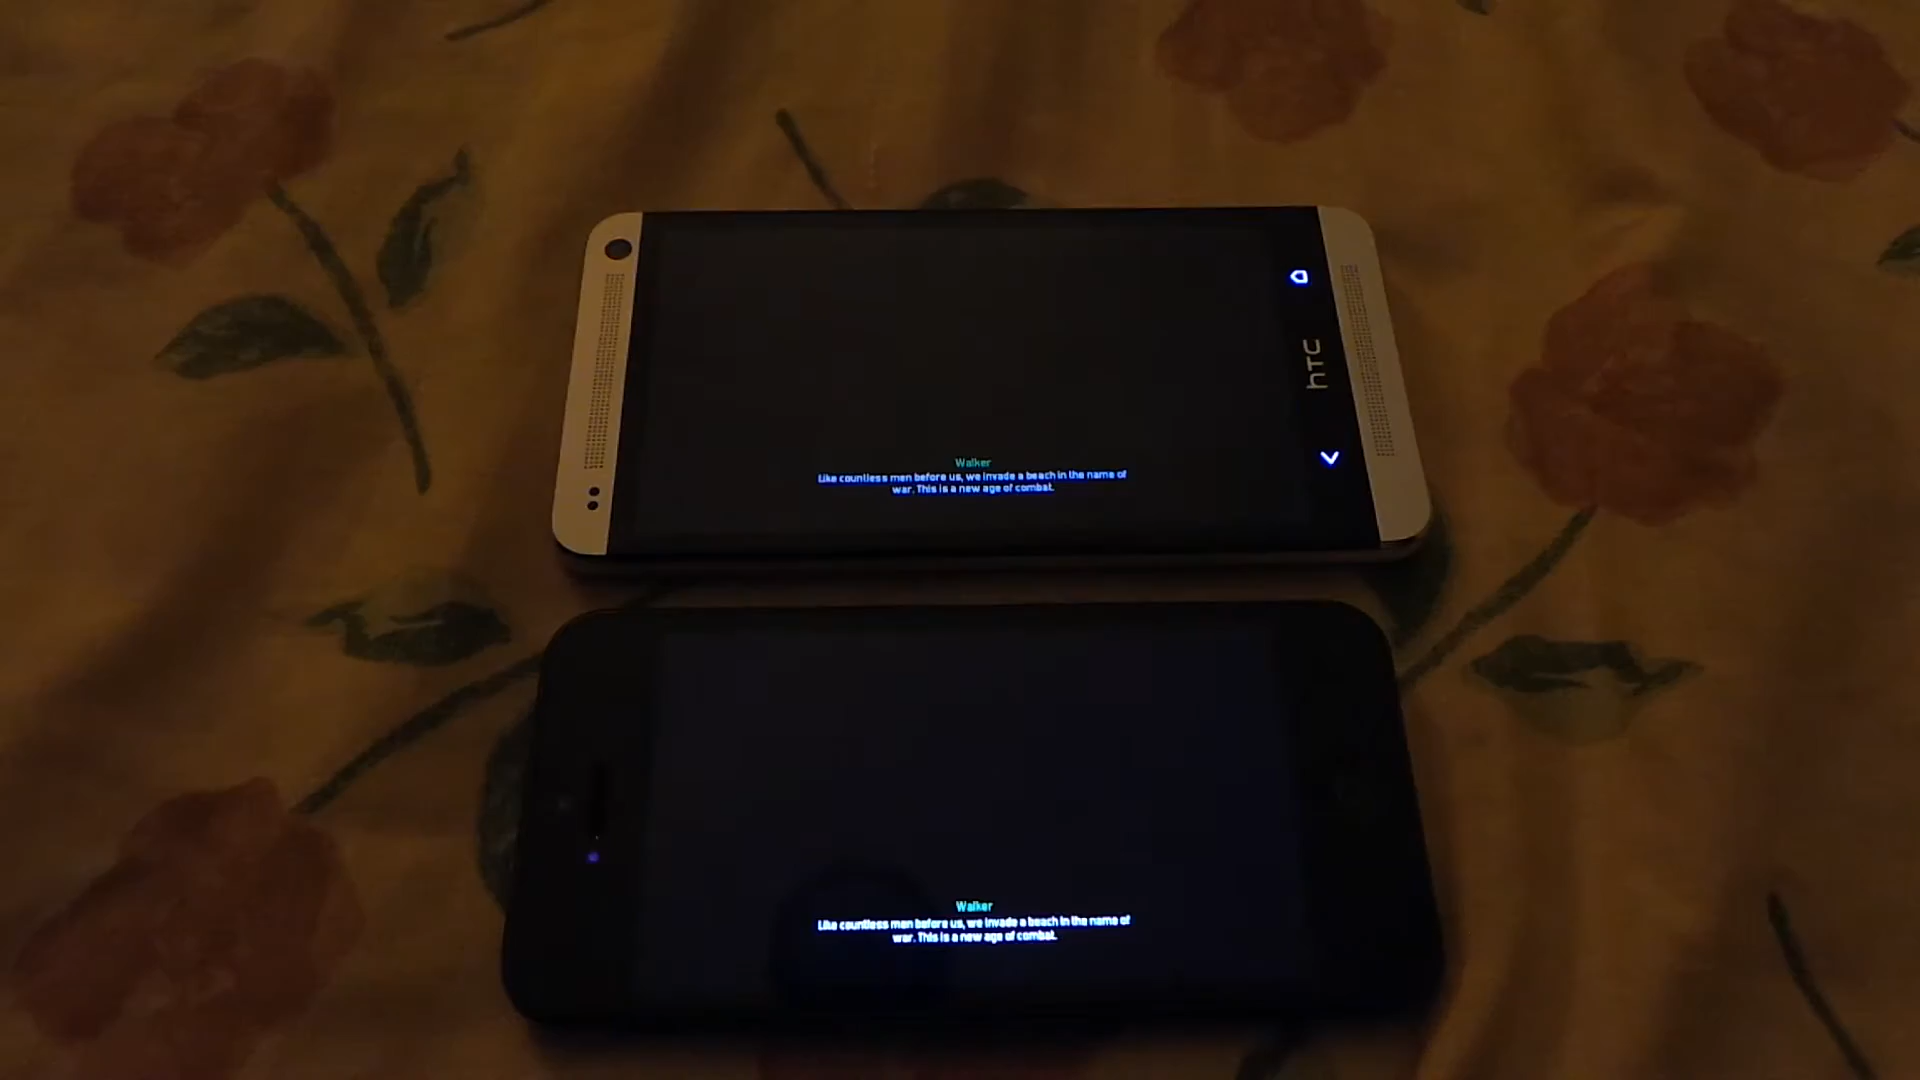 hTC
Walker
Like countless men before us, we invade a beach in the name of
war. This is a new age of combat.
Walker
Like countless men before us, we invade a beach in the name of
war. This is a new age of combat.